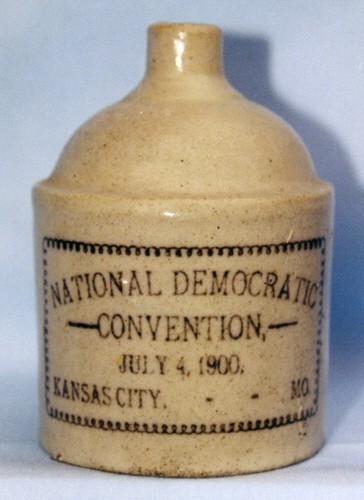 NATIONAL DEMOCRATIC
—CONVENTION,—
JULY 4, 1900.
KANSAS CITY, - - MO.